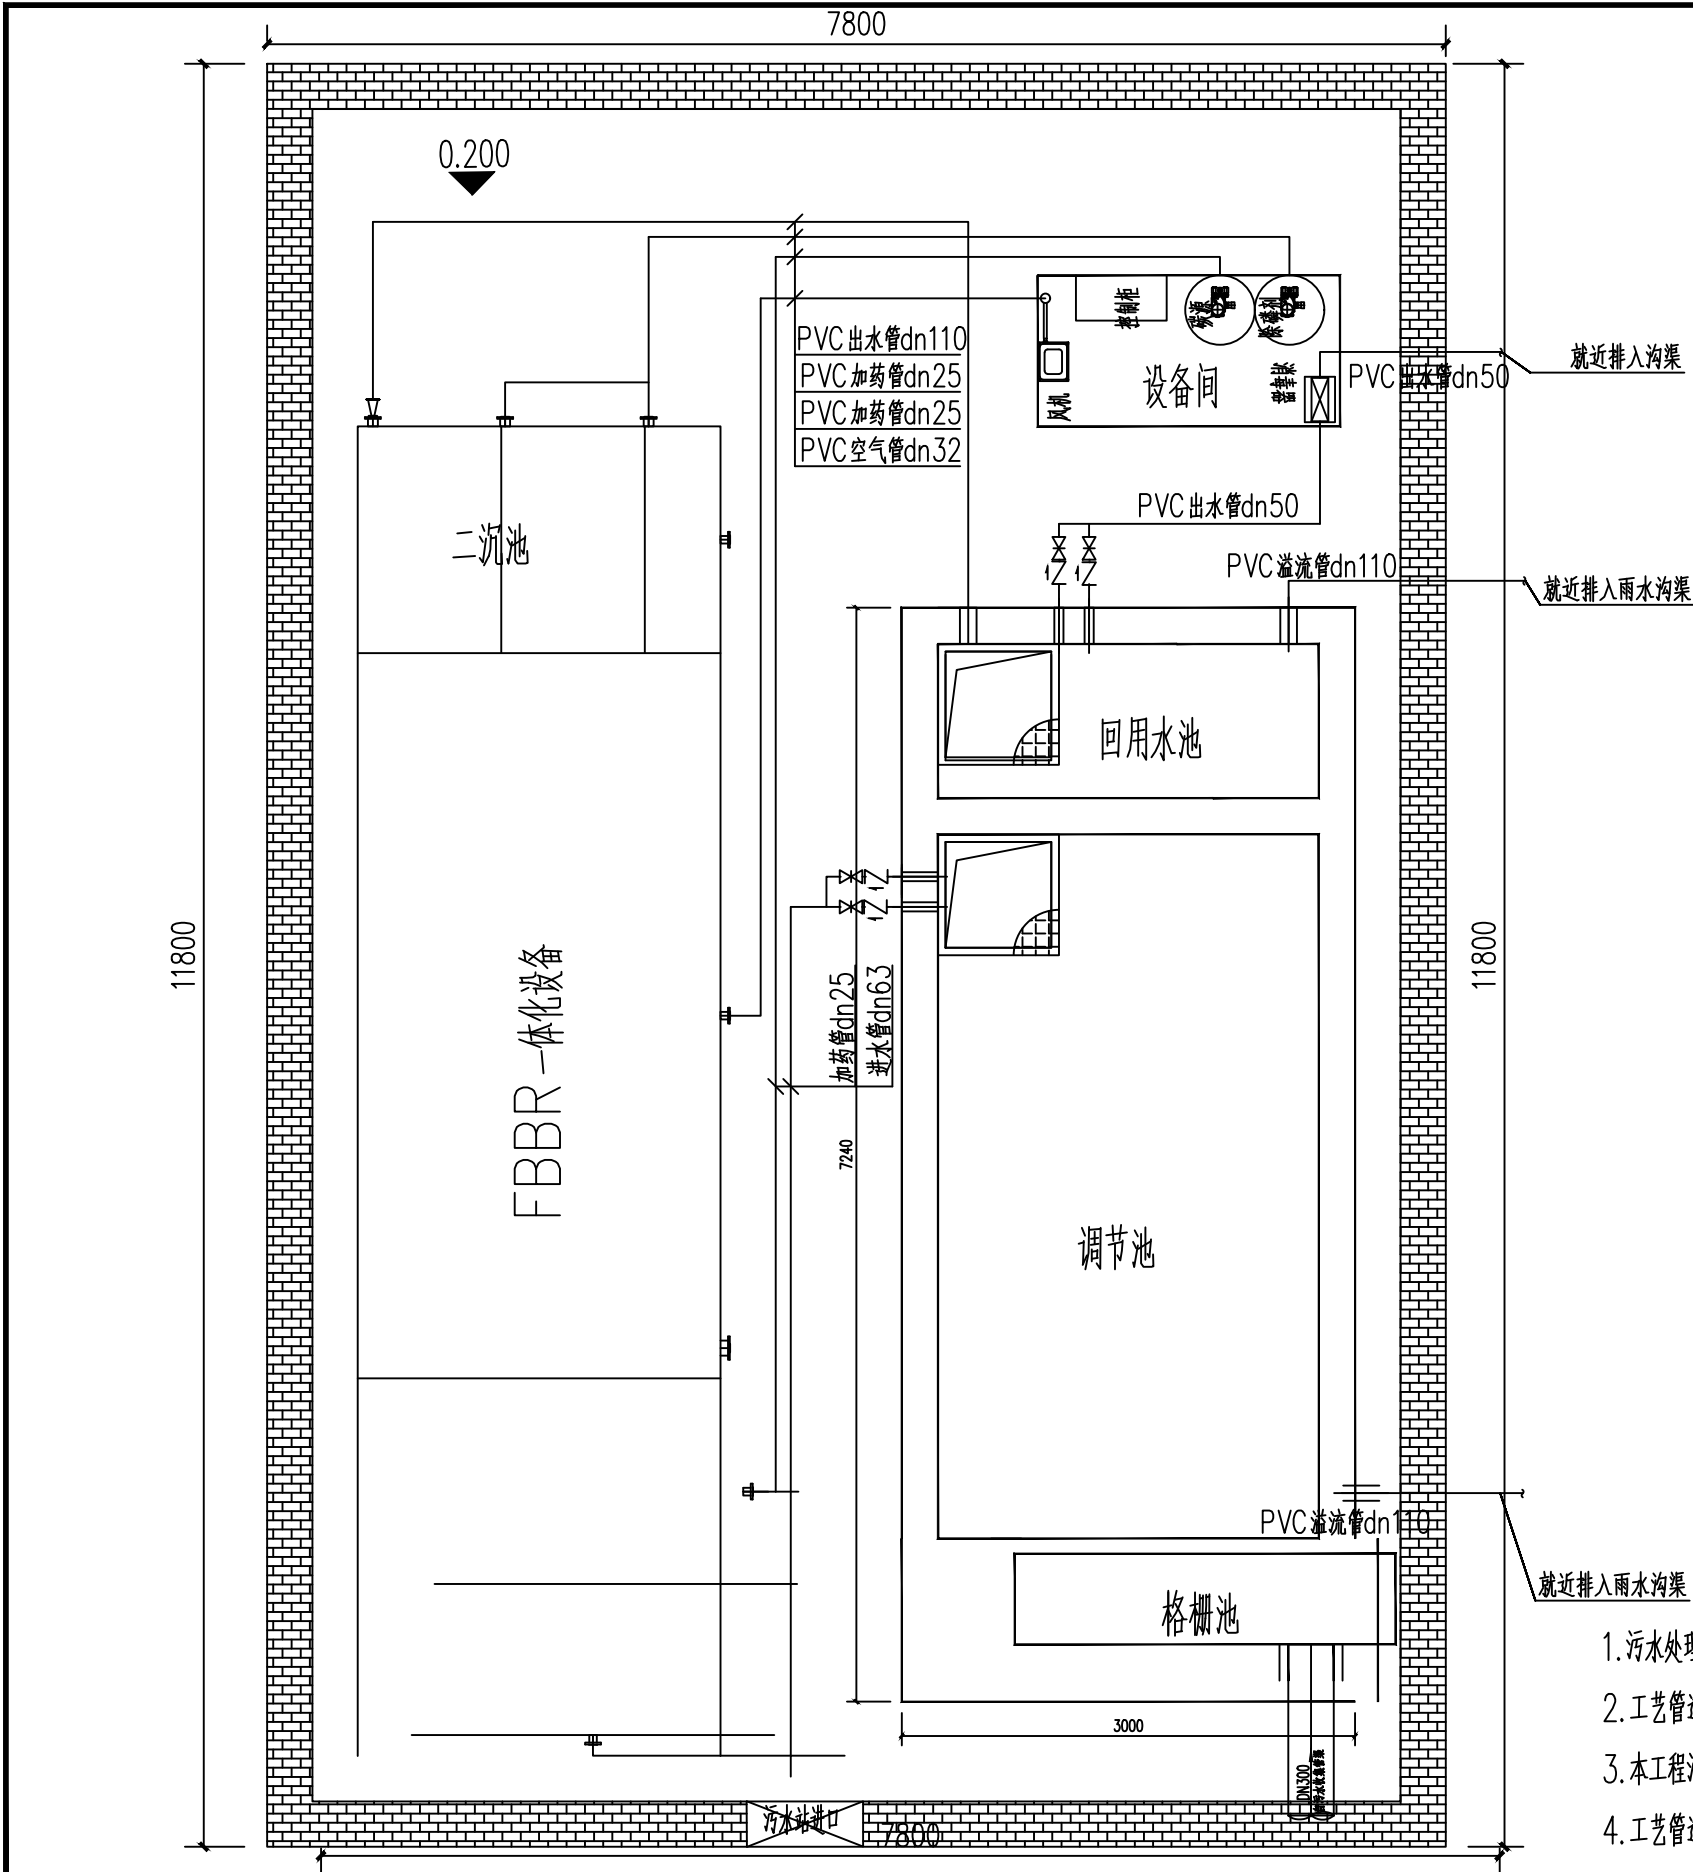 7800
0.200
PVC出水管dn110
PVC加药管dn25
PVC加药管dn25
PVC空气管dn32
控制柜
碳源
除磷剂
设备间
风机
PVC出水管dn50
就近排入沟渠
PVC出水管dn50
PVC溢流管dn110
就近排入雨水沟渠
二沉池
回用水池
11800
11800
FBBR一体化设备
加药管dn25
进水管dn63
7240
调节池
PVC溢流管dn110
就近排入雨水沟渠
格栅池
1.污水处理
2.工艺管道
3.本工程
4.工艺管道
3000
DN300
污水站进口
7800